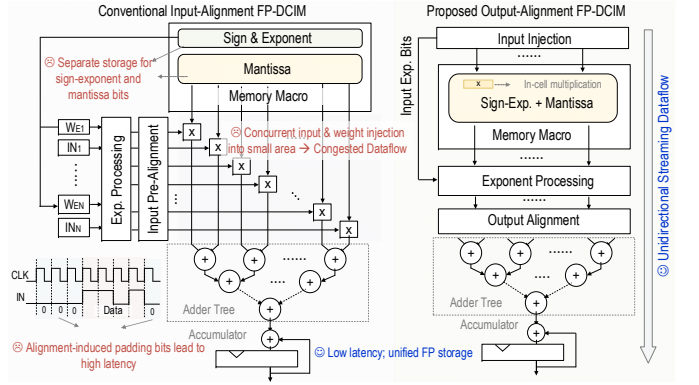 Conventional Input-Alignment FP-DCIM
Sign & Exponent
☹ Separate storage for
sign-exponent and
mantissa bits
Mantissa
Memory Macro
WE1
IN1
WEN
INN
Exp. Processing
Input Pre-Alignment
x
x
x
x
x
x
☹ Concurrent input & weight injection
into small area → Congested Dataflow
+
+
......
+
+
....
+
+
Adder Tree
Accumulator
+
CLK
IN
0 0 0 Data 0
☹ Alignment-induced padding bits lead to
high latency
☺ Low latency; unified FP storage
Proposed Output-Alignment FP-DCIM
Input Injection
......
Input Exp. Bits
x In-cell multiplication
Sign-Exp. + Mantissa
Memory Macro
......
Exponent Processing
......
Output Alignment
+
+
......
+
+
....
+
+
Adder Tree
Accumulator
+
☺ Unidirectional Streaming Dataflow